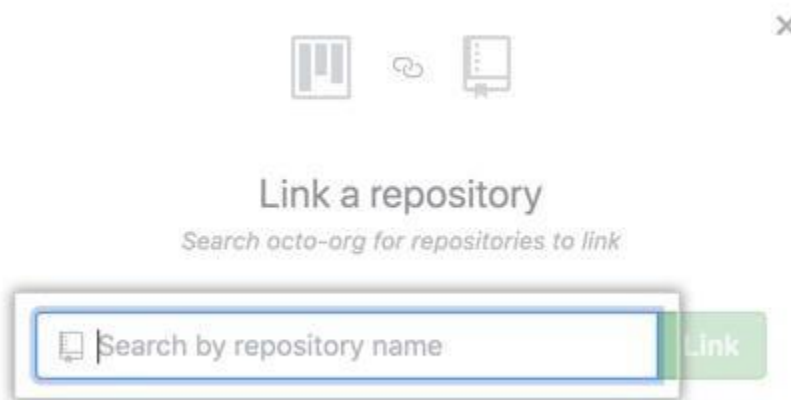 Link a repository
Search octo-org for repositories to link
Search by repository name
Link